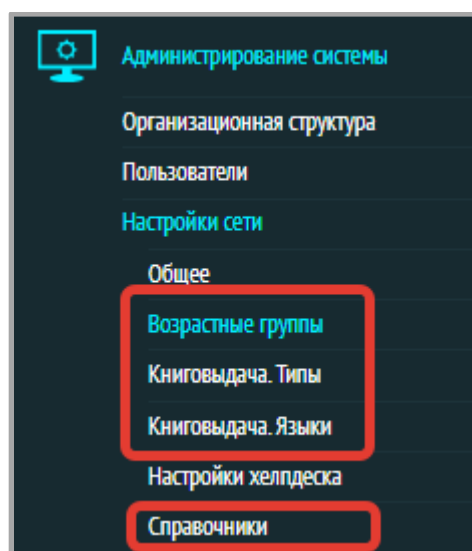 Администрирование системы
Организационная структура
Пользователи
Настройки сети
Общее
Возрастные группы
Книговыдача. Типы
Книговыдача. Языки
Настройки хелпдеска
Справочники